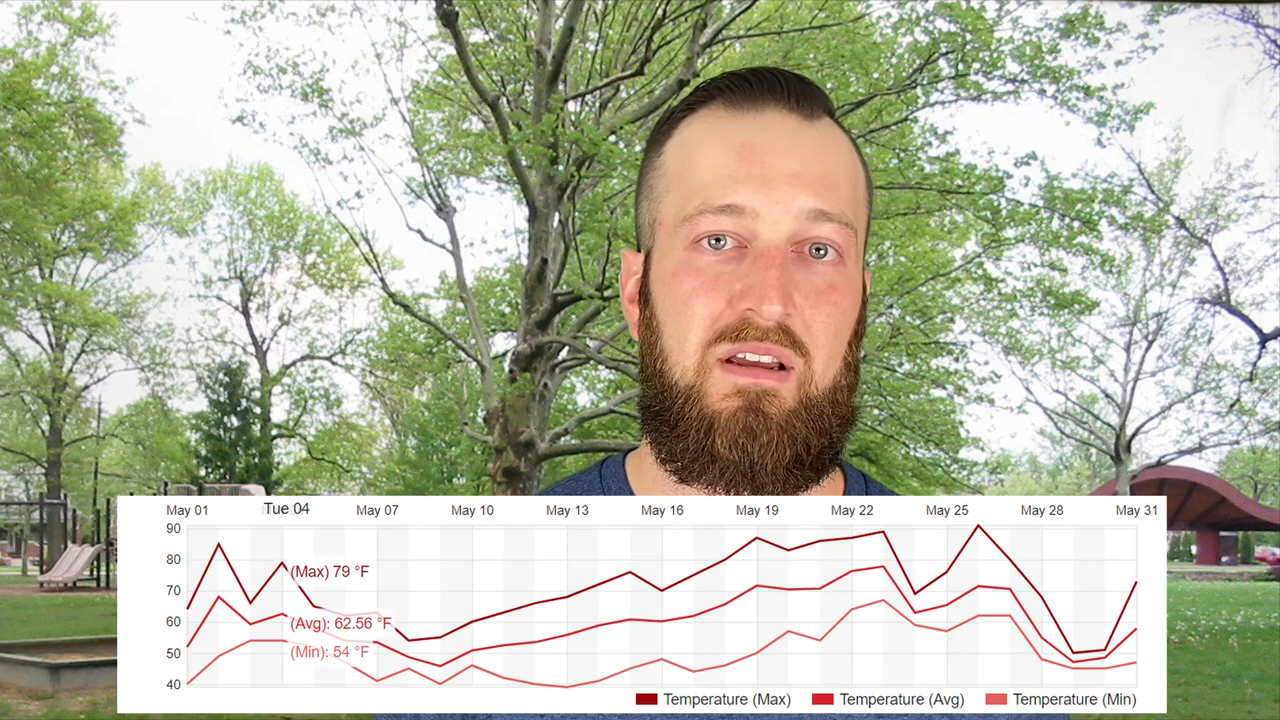 May 01 Tue 04 May 07 May 10 May 13 May 16 May 19 May 22 May 25 May 28 May 31
90
80
(Max) 79 °F
70
60
(Avg): 62.56 °F
50
(Min): 54 °F
40
Temperature (Max) Temperature (Avg) Temperature (Min)